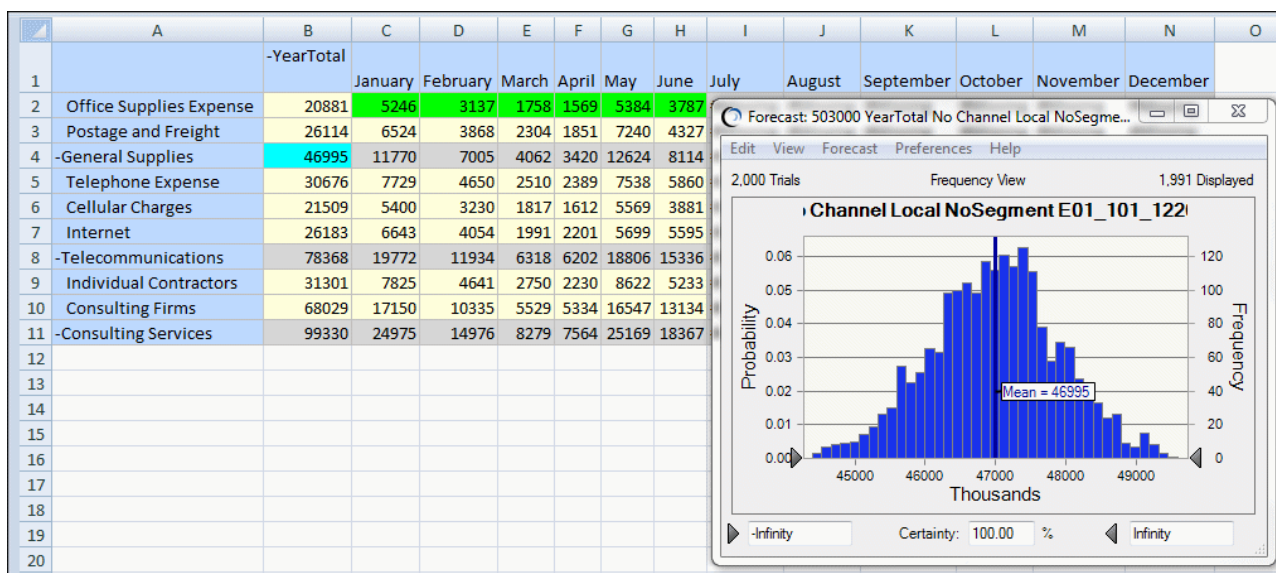 A B C D E F G H I J K L M N O
-YearTotal
1 January February March April May June July August September October November December
2 Office Supplies Expense 20881 5246 3137 1758 1569 5384 3787
3 Postage and Freight 26114 6524 3868 2304 1851 7240 4327
4 -General Supplies 46995 11770 7005 4062 3420 12624 8114
5 Telephone Expense 30676 7729 4650 2510 2389 7538 5860
6 Cellular Charges 21509 5400 3230 1817 1612 5569 3881
7 Internet 26183 6643 4054 1991 2201 5699 5595
8 -Telecommunications 78368 19772 11934 6318 6202 18806 15336
9 Individual Contractors 31301 7825 4641 2750 2230 8622 5233
10 Consulting Firms 68029 17150 10335 5529 5334 16547 13134
11 -Consulting Services 99330 24975 14976 8279 7564 25169 18367
12
13
14
15
16
17
18
19
20
Forecast: 503000 YearTotal No Channel Local NoSegme...
Edit View Forecast Preferences Help
2,000 Trials Frequency View 1,991 Displayed
Channel Local NoSegment E01_101_122
Probability
0.06
0.05
0.04
0.03
0.02
0.01
0.00
Mean = 46995
120
100
80
60
40
20
0
Frequency
45000 46000 47000 48000 49000
Thousands
-Infinity Certainty: 100.00 % Infinity